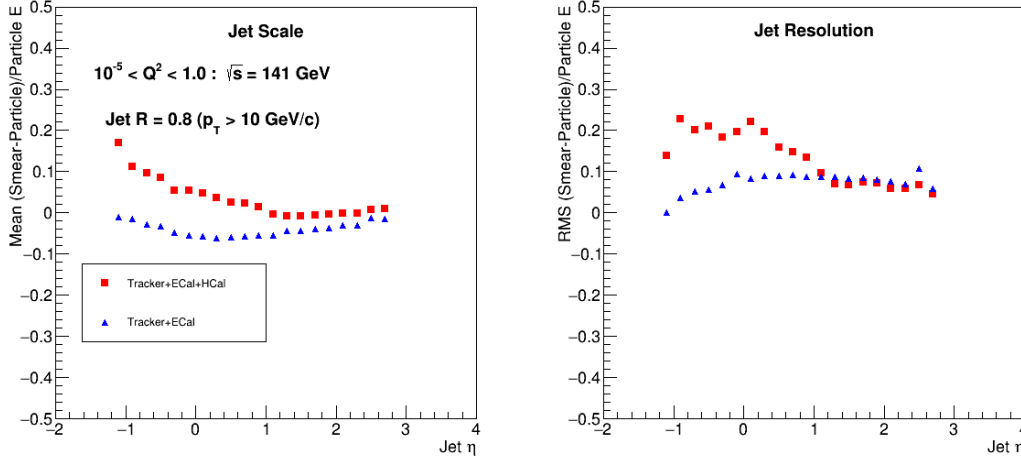 Jet Scale
10⁻⁵ < Q² < 1.0 : √s = 141 GeV
Jet R = 0.8 (p_T > 10 GeV/c)
Mean (Smear-Particle)/Particle E
0.5
0.4
0.3
0.2
0.1
0
−0.1
−0.2
−0.3
−0.4
−0.5
Tracker+ECal+HCal
Tracker+ECal
−2 −1 0 1 2 3 4
Jet η
Jet Resolution
RMS (Smear-Particle)/Particle E
0.5
0.4
0.3
0.2
0.1
0
−0.1
−0.2
−0.3
−0.4
−0.5
−2 −1 0 1 2 3 4
Jet η